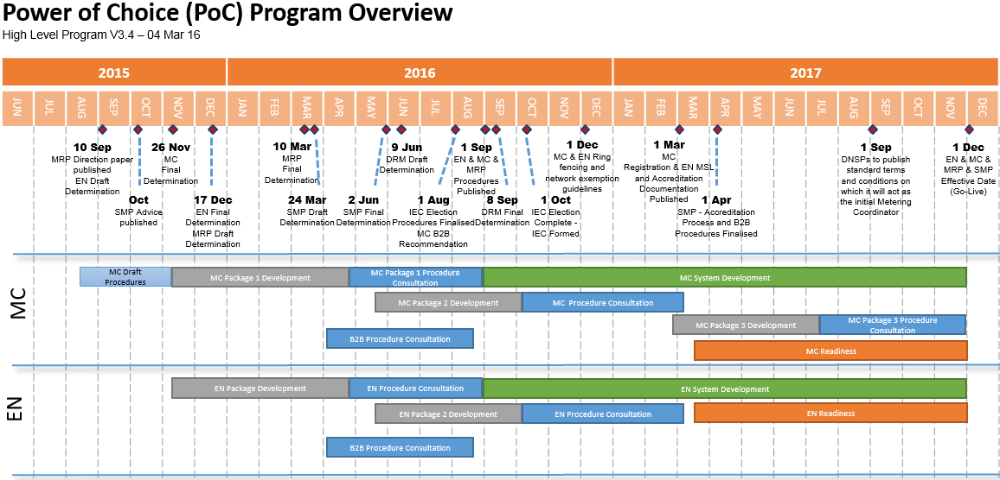 Power of Choice (PoC) Program Overview
High Level Program V3.4 – 04 Mar 16
2015
2016
2017
JUN
JUL
AUG
SEP
OCT
NOV
DEC
JAN
FEB
MAR
APR
MAY
JUN
JUL
AUG
SEP
OCT
NOV
DEC
JAN
FEB
MAR
APR
MAY
JUN
JUL
AUG
SEP
OCT
NOV
DEC
10 Sep
MRP Direction paper
published
EN Draft
Determination
Oct
SMP Advice
published
26 Nov
MC
Final
Determination
17 Dec
EN Final
Determination
MRP Draft
Determination
10 Mar
MRP
Final
Determination
24 Mar
SMP Draft
Determination
2 Jun
SMP Final
Determination
9 Jun
DRM Draft
Determination
1 Aug
IEC Election
Procedures Finalised
MC B2B
Recommendation
1 Sep
EN & MC &
MRP
Procedures
Published
8 Sep
DRM Final
Determination
1 Oct
IEC Election
Complete -
IEC Formed
1 Dec
MC & EN Ring
fencing and
network exemption
guidelines
1 Mar
MC
Registration & EN MSL
and Accreditation
Documentation
Published
1 Apr
SMP - Accreditation
Process and B2B
Procedures Finalised
1 Sep
DNSPs to publish
standard terms
and conditions on
which it will act as
the initial Metering
Coordinator
1 Dec
EN & MC &
MRP & SMP
Effective Date
(Go-Live)
MC
MC Draft
Procedures
MC Package 1 Development
MC Package 1 Procedure
Consultation
MC System Development
MC Package 2 Development
MC Procedure Consultation
MC Package 3 Development
MC Package 3 Procedure
Consultation
B2B Procedure Consultation
MC Readiness
EN
EN Package Development
EN Procedure Consultation
EN System Development
EN Package 2 Development
EN Procedure Consultation
EN Readiness
B2B Procedure Consultation